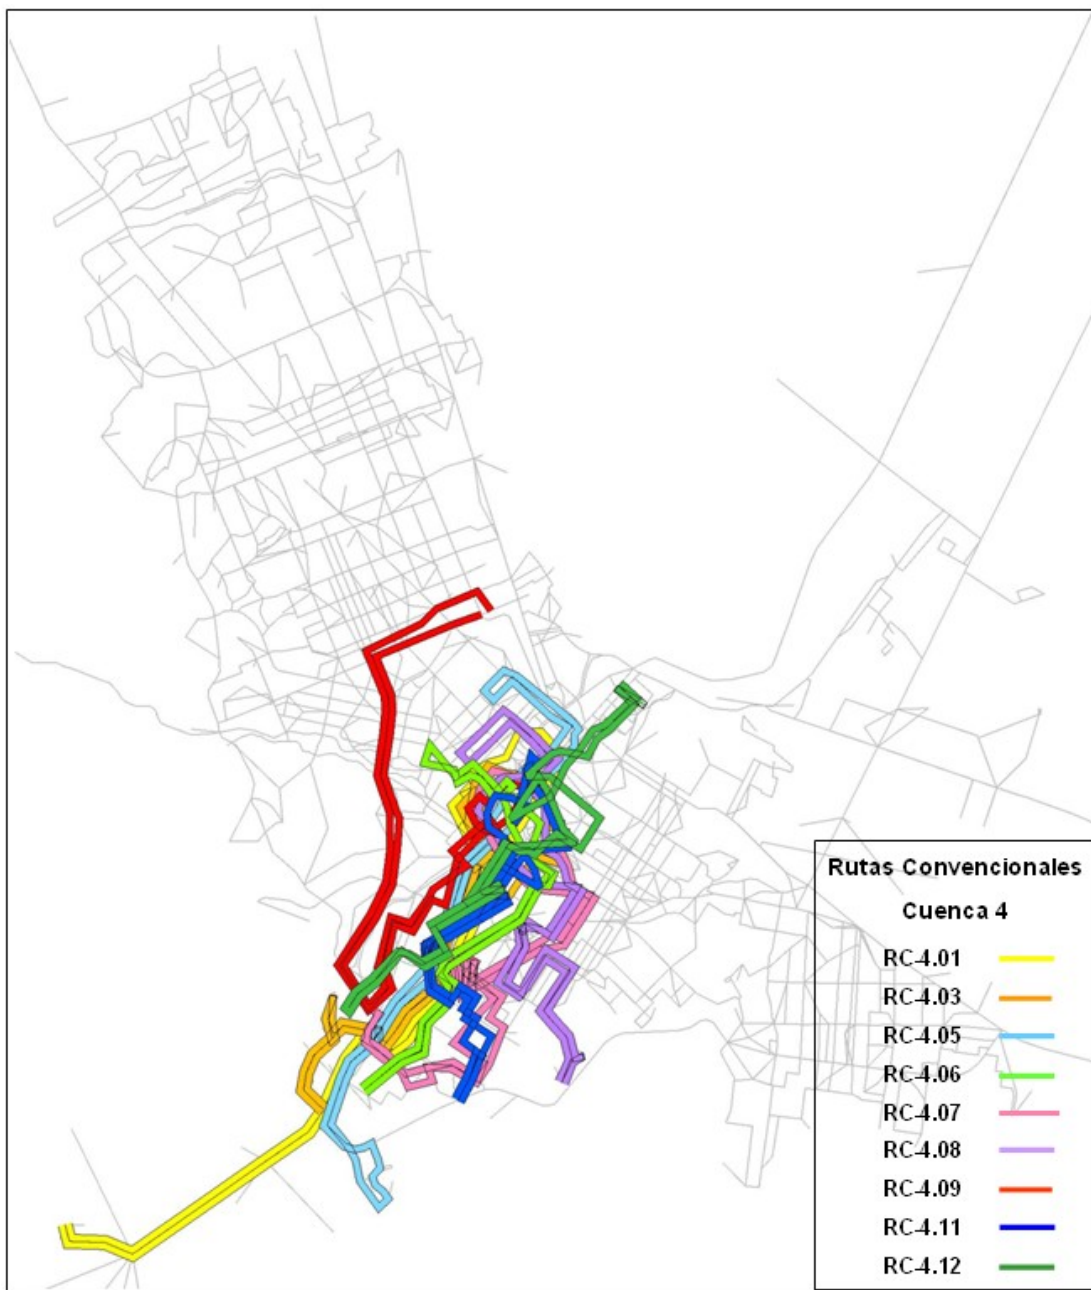 Rutas Convencionales
Cuenca 4
RC-4.01
RC-4.03
RC-4.05
RC-4.06
RC-4.07
RC-4.08
RC-4.09
RC-4.11
RC-4.12